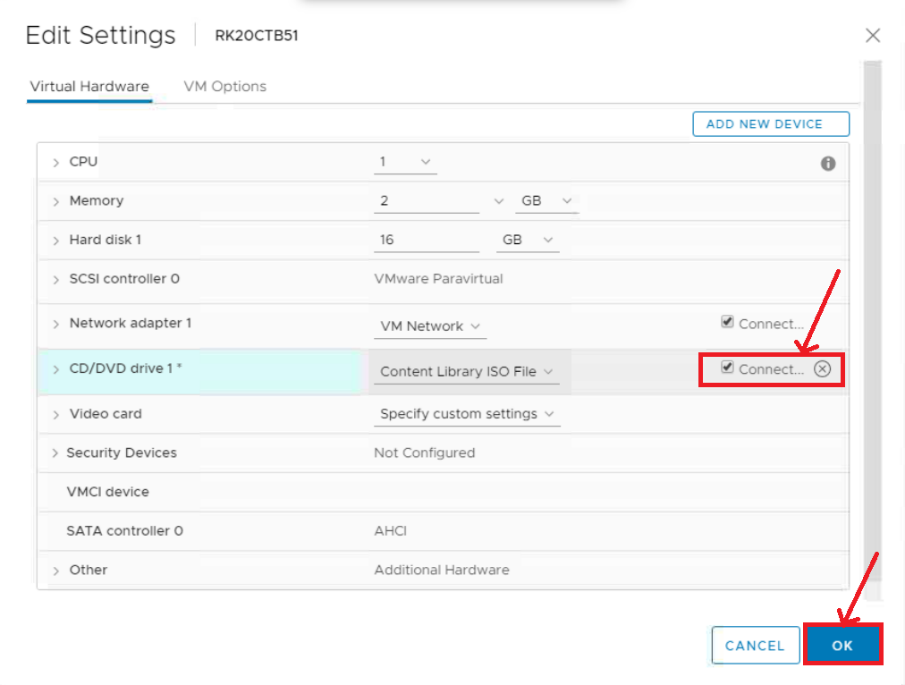 Edit Settings RK20CTB51
Virtual Hardware VM Options
ADD NEW DEVICE
CPU 1
Memory 2 GB
Hard disk 1 16 GB
SCSI controller 0 VMware Paravirtual
Network adapter 1 VM Network Connect...
CD/DVD drive 1 * Content Library ISO File Connect...
Video card Specify custom settings
Security Devices Not Configured
VMCI device
SATA controller 0 AHCI
Other Additional Hardware
CANCEL OK